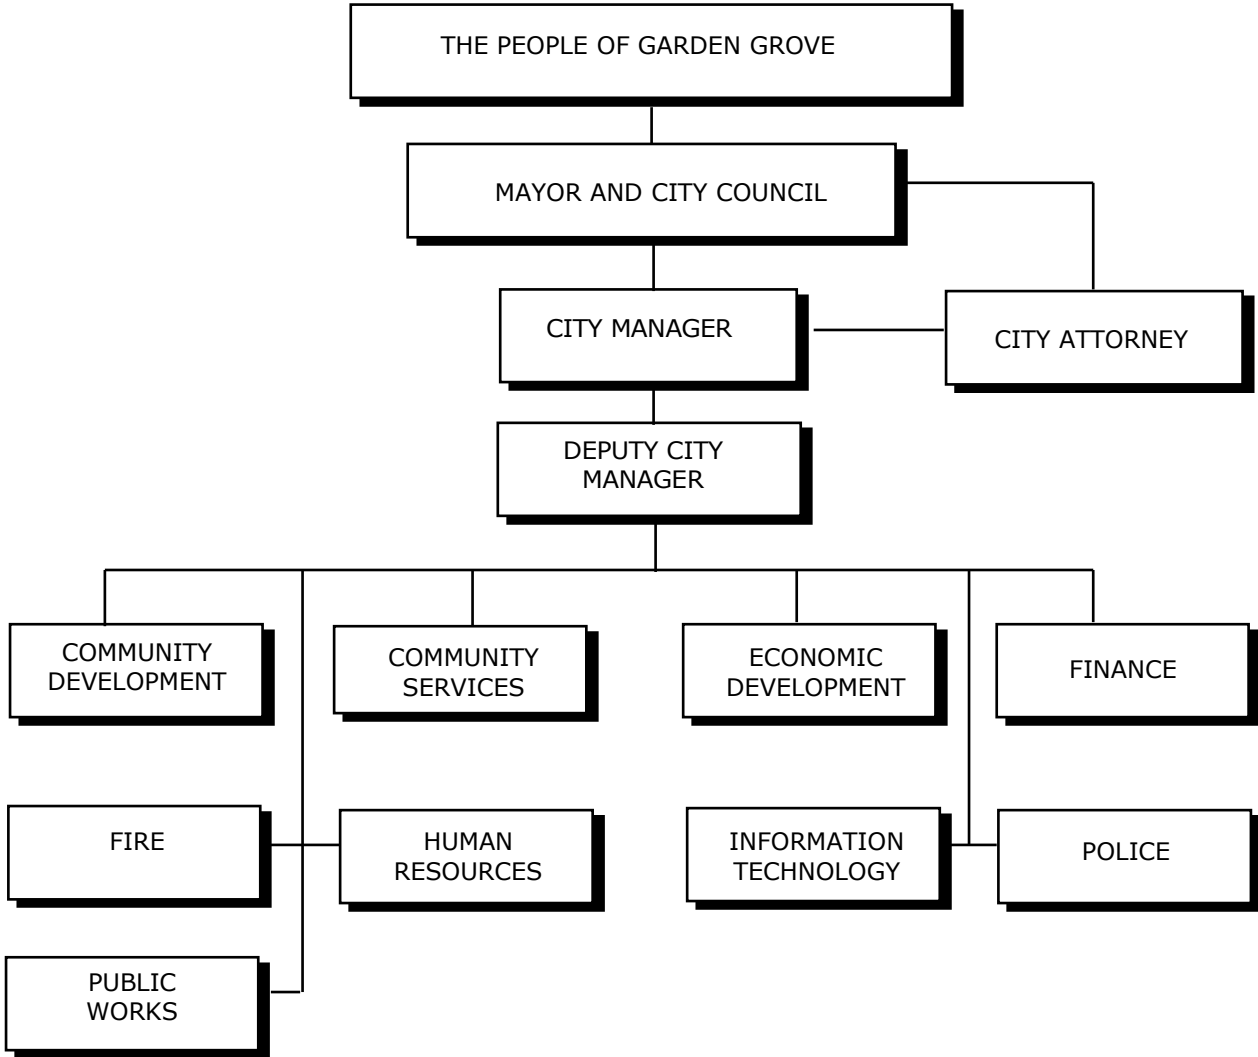 THE PEOPLE OF GARDEN GROVE
MAYOR AND CITY COUNCIL
CITY MANAGER
CITY ATTORNEY
DEPUTY CITY
MANAGER
COMMUNITY
DEVELOPMENT
COMMUNITY
SERVICES
ECONOMIC
DEVELOPMENT
FINANCE
FIRE
HUMAN
RESOURCES
INFORMATION
TECHNOLOGY
POLICE
PUBLIC
WORKS